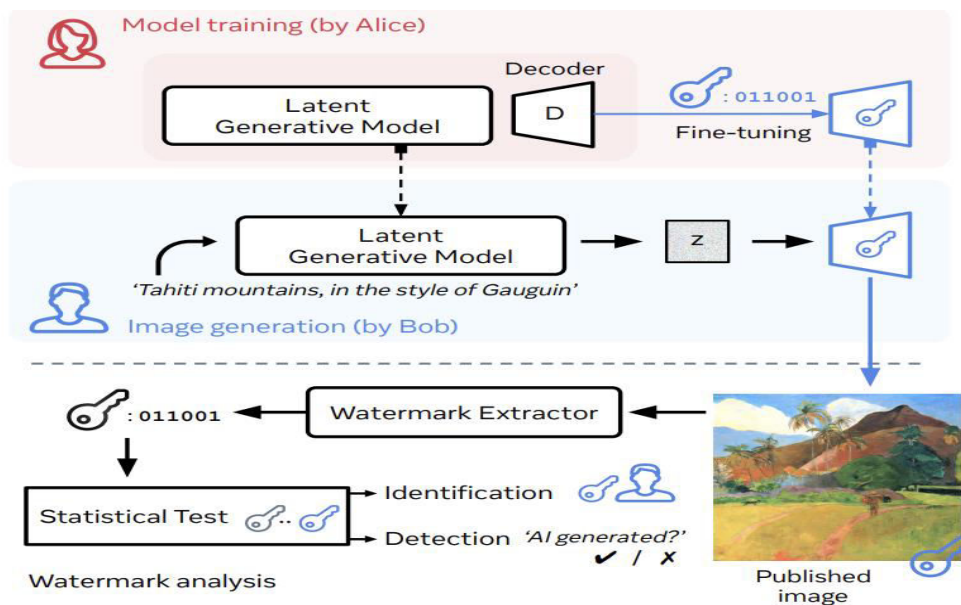 Model training (by Alice)
Decoder
Latent
Generative Model
D
: 011001
Fine-tuning
Latent
Generative Model
z
'Tahiti mountains, in the style of Gauguin'
Image generation (by Bob)
: 011001
Watermark Extractor
Statistical Test
..
Identification
Detection
'AI generated?'
✔ / ✗
Watermark analysis
Published
image